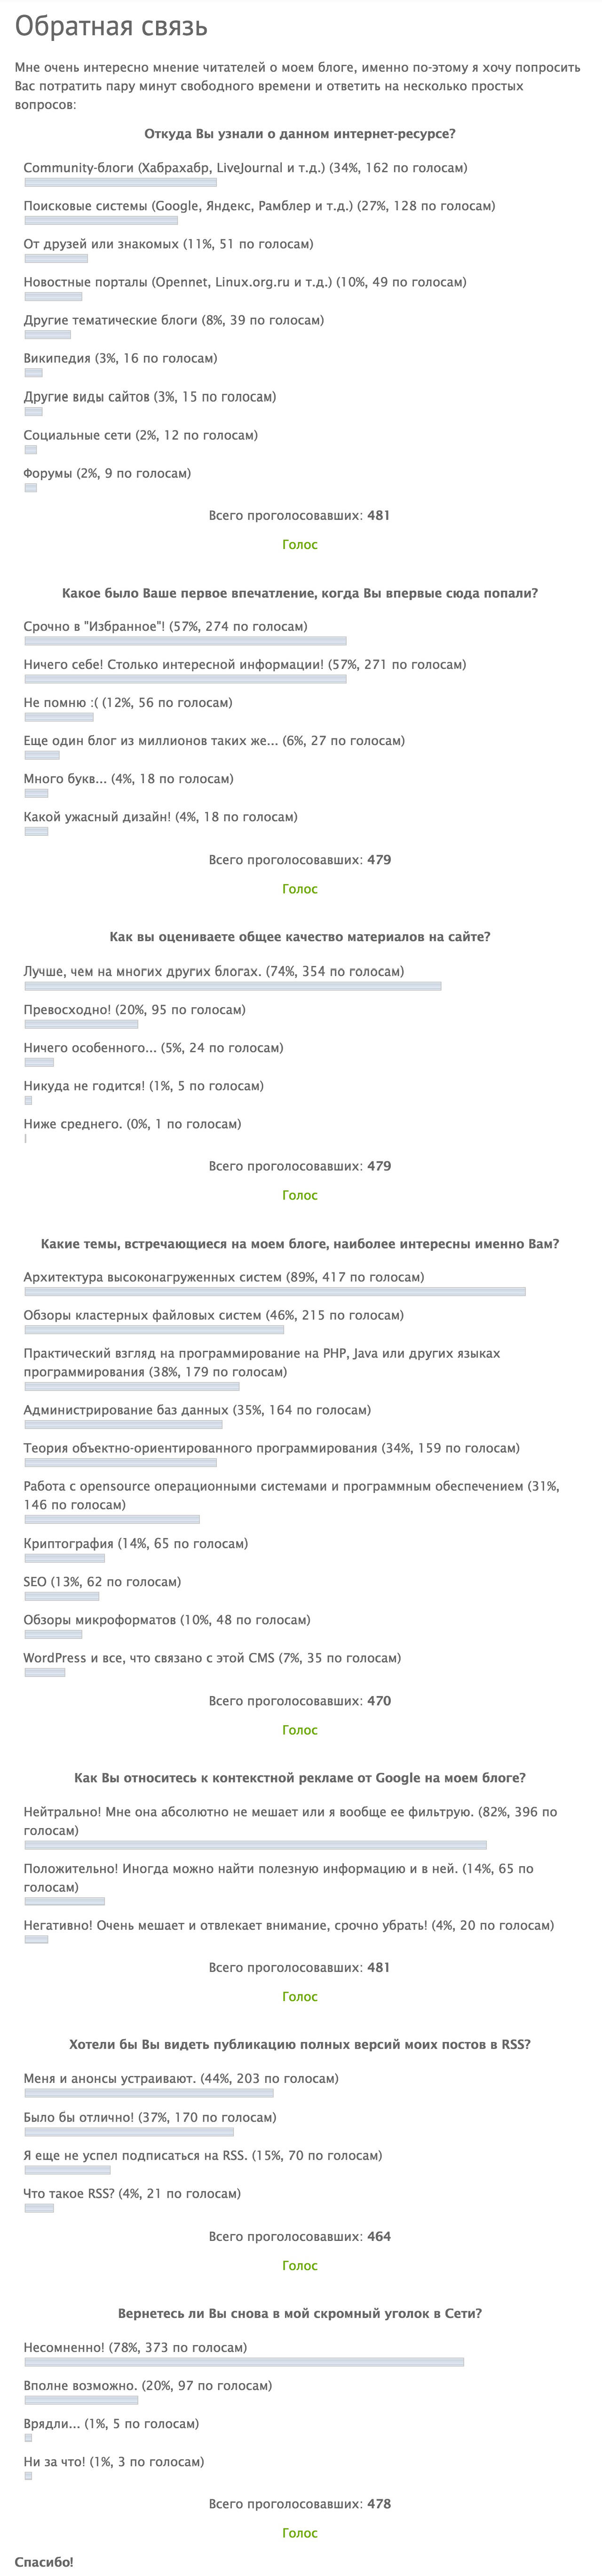 Обратная связь
Мне очень интересно мнение читателей о моем блоге, именно по-этому я хочу попросить
Вас потратить пару минут свободного времени и ответить на несколько простых
вопросов:
Откуда Вы узнали о данном интернет-ресурсе?
Community-блоги (Хабрахабр, LiveJournal и т.д.) (34%, 162 по голосам)
Поисковые системы (Google, Яндекс, Рамблер и т.д.) (27%, 128 по голосам)
От друзей или знакомых (11%, 51 по голосам)
Новостные порталы (Opennet, Linux.org.ru и т.д.) (10%, 49 по голосам)
Другие тематические блоги (8%, 39 по голосам)
Википедия (3%, 16 по голосам)
Другие виды сайтов (3%, 15 по голосам)
Социальные сети (2%, 12 по голосам)
Форумы (2%, 9 по голосам)
Всего проголосовавших: 481
Голос
Какое было Ваше первое впечатление, когда Вы впервые сюда попали?
Срочно в "Избранное"! (57%, 274 по голосам)
Ничего себе! Столько интересной информации! (57%, 271 по голосам)
Не помню :( (12%, 56 по голосам)
Еще один блог из миллионов таких же... (6%, 27 по голосам)
Много букв... (4%, 18 по голосам)
Какой ужасный дизайн! (4%, 18 по голосам)
Всего проголосовавших: 479
Голос
Как вы оцениваете общее качество материалов на сайте?
Лучше, чем на многих других блогах. (74%, 354 по голосам)
Превосходно! (20%, 95 по голосам)
Ничего особенного... (5%, 24 по голосам)
Никуда не годится! (1%, 5 по голосам)
Ниже среднего. (0%, 1 по голосам)
Всего проголосовавших: 479
Голос
Какие темы, встречающиеся на моем блоге, наиболее интересны именно Вам?
Архитектура высоконагруженных систем (89%, 417 по голосам)
Обзоры кластерных файловых систем (46%, 215 по голосам)
Практический взгляд на программирование на PHP, Java или других языках
программирования (38%, 179 по голосам)
Администрирование баз данных (35%, 164 по голосам)
Теория объектно-ориентированного программирования (34%, 159 по голосам)
Работа с opensource операционными системами и программным обеспечением (31%,
146 по голосам)
Криптография (14%, 65 по голосам)
SEO (13%, 62 по голосам)
Обзоры микроформатов (10%, 48 по голосам)
WordPress и все, что связано с этой CMS (7%, 35 по голосам)
Всего проголосовавших: 470
Голос
Как Вы относитесь к контекстной рекламе от Google на моем блоге?
Нейтрально! Мне она абсолютно не мешает или я вообще ее фильтрую. (82%, 396 по
голосам)
Положительно! Иногда можно найти полезную информацию и в ней. (14%, 65 по
голосам)
Негативно! Очень мешает и отвлекает внимание, срочно убрать! (4%, 20 по голосам)
Всего проголосовавших: 481
Голос
Хотели бы Вы видеть публикацию полных версий моих постов в RSS?
Меня и анонсы устраивают. (44%, 203 по голосам)
Было бы отлично! (37%, 170 по голосам)
Я еще не успел подписаться на RSS. (15%, 70 по голосам)
Что такое RSS? (4%, 21 по голосам)
Всего проголосовавших: 464
Голос
Вернетесь ли Вы снова в мой скромный уголок в Сети?
Несомненно! (78%, 373 по голосам)
Вполне возможно. (20%, 97 по голосам)
Врядли... (1%, 5 по голосам)
Ни за что! (1%, 3 по голосам)
Всего проголосовавших: 478
Голос
Спасибо!